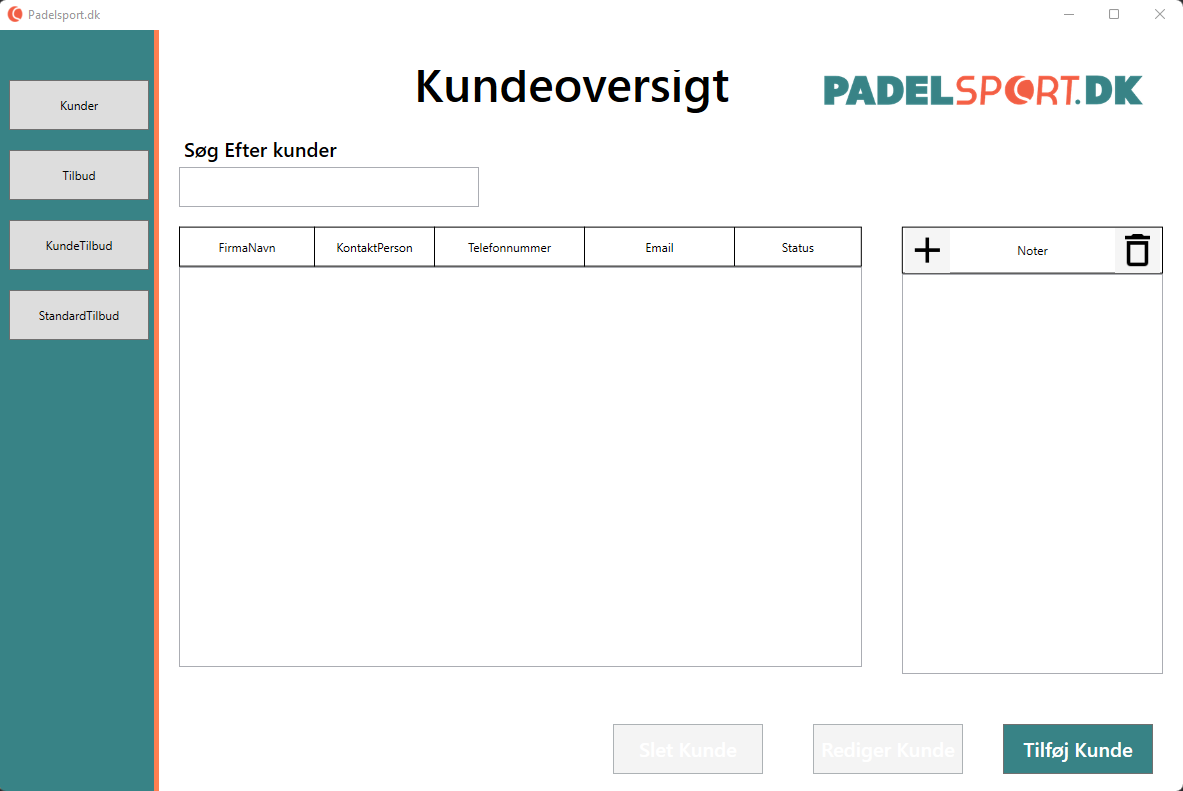 Padelsport.dk
Kunder
Tilbud
KundeTilbud
StandardTilbud
Kundeoversigt
PADELSPORT.DK
Søg Efter kunder
FirmaNavn KontaktPerson Telefonnummer Email Status
Noter
Slet Kunde Rediger Kunde Tilføj Kunde